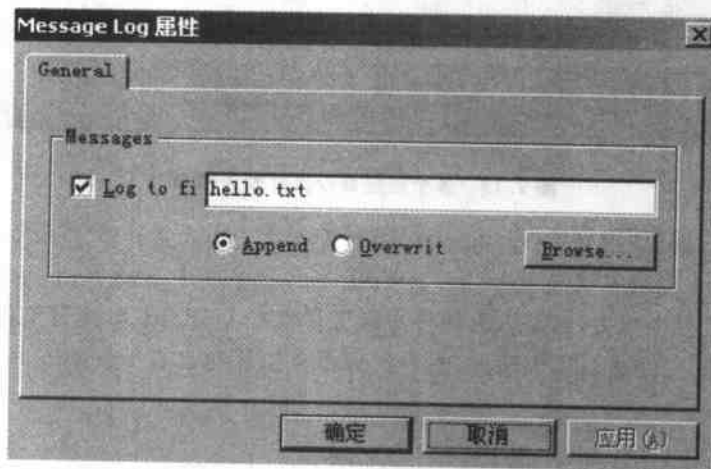 Message Log 属性
General
Messages
Log to fi hello.txt
Append Overwrit Browse...
确定 取消 应用(A)